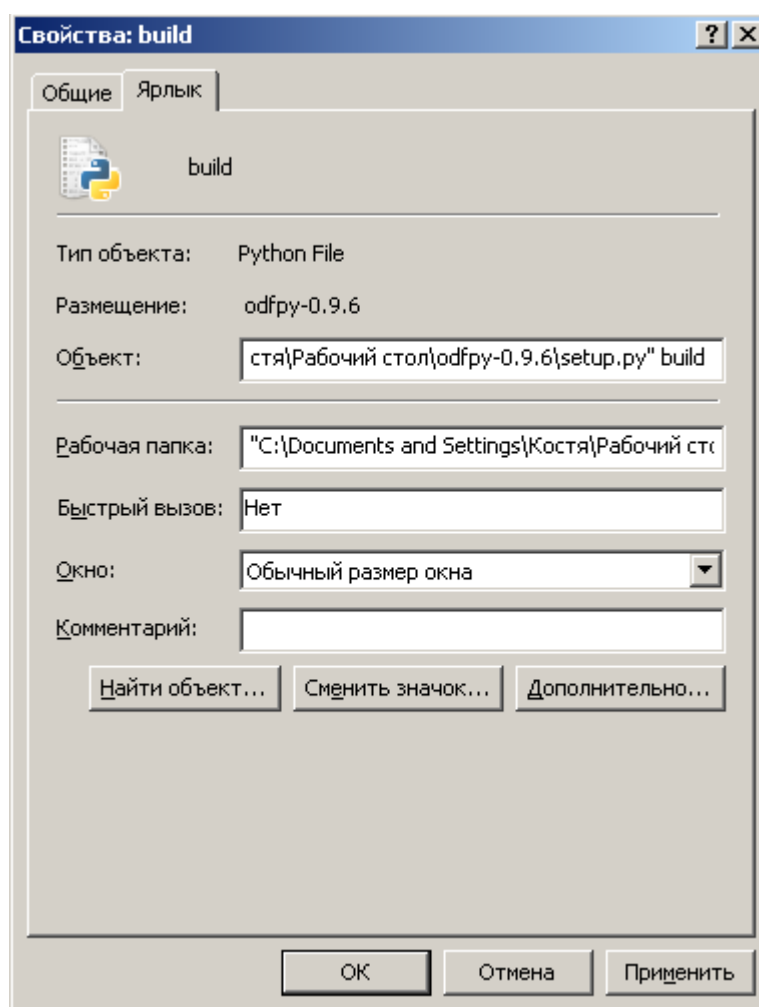 Свойства: build
Общие
Ярлык
build
Тип объекта: Python File
Размещение: odfpy-0.9.6
Объект: стя\Рабочий стол\odfpy-0.9.6\setup.py" build
Рабочая папка: "C:\Documents and Settings\Костя\Рабочий сто
Быстрый вызов: Нет
Окно: Обычный размер окна
Комментарий:
Найти объект... Сменить значок... Дополнительно...
ОК Отмена Применить